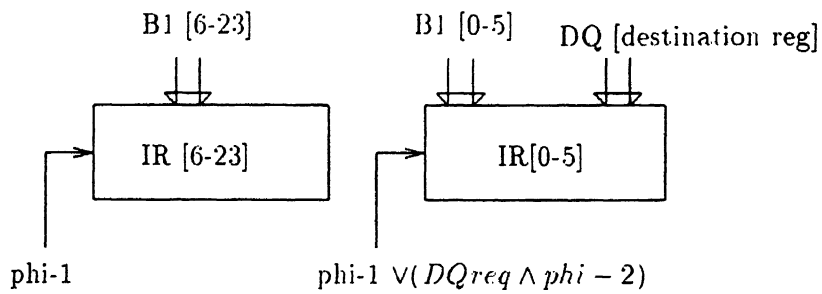 B1 [6-23]
B1 [0-5]
DQ [destination reg]
IR [6-23]
IR[0-5]
phi-1
phi-1 ∨(DQreq ∧ phi − 2)